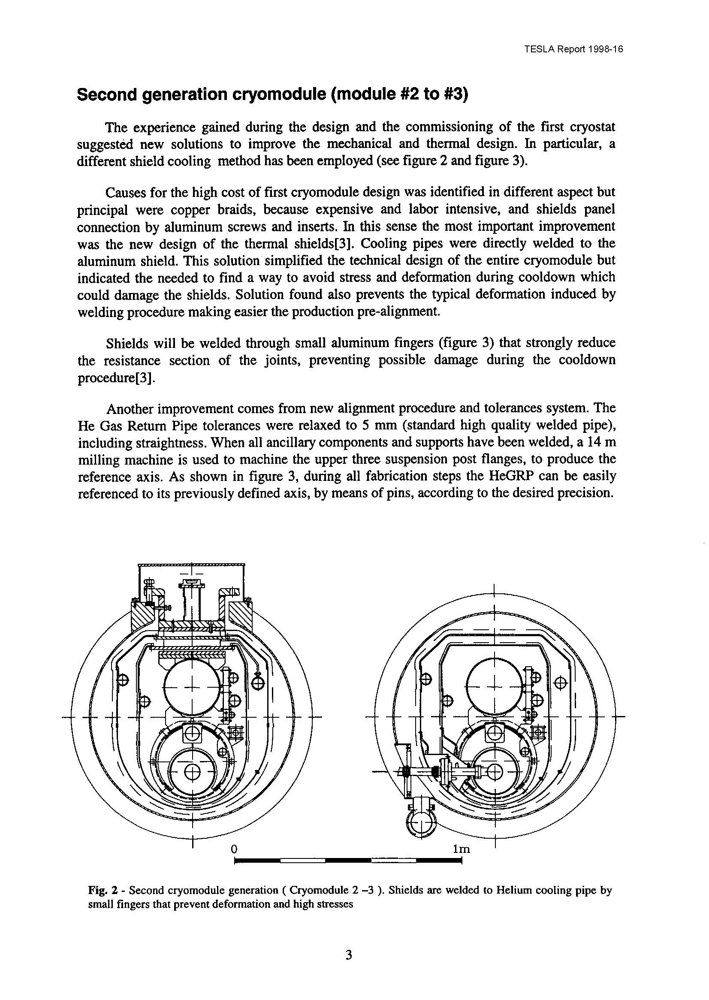 TESLA Report 1998-16
Second generation cryomodule (module #2 to #3)
The experience gained during the design and the commissioning of the first cryostat
suggested new solutions to improve the mechanical and thermal design. In particular, a
different shield cooling method has been employed (see figure 2 and figure 3).
Causes for the high cost of first cryomodule design was identified in different aspect but
principal were copper braids, because expensive and labor intensive, and shields panel
connection by aluminum screws and inserts. In this sense the most important improvement
was the new design of the thermal shields[3]. Cooling pipes were directly welded to the
aluminum shield. This solution simplified the technical design of the entire cryomodule but
indicated the needed to find a way to avoid stress and deformation during cooldown which
could damage the shields. Solution found also prevents the typical deformation induced by
welding procedure making easier the production pre-alignment.
Shields will be welded through small aluminum fingers (figure 3) that strongly reduce
the resistance section of the joints, preventing possible damage during the cooldown
procedure[3].
Another improvement comes from new alignment procedure and tolerances system. The
He Gas Return Pipe tolerances were relaxed to 5 mm (standard high quality welded pipe),
including straightness. When all ancillary components and supports have been welded, a 14 m
milling machine is used to machine the upper three suspension post flanges, to produce the
reference axis. As shown in figure 3, during all fabrication steps the HeGRP can be easily
referenced to its previously defined axis, by means of pins, according to the desired precision.
0 1m
Fig. 2 - Second cryomodule generation ( Cryomodule 2 –3 ). Shields are welded to Helium cooling pipe by
small fingers that prevent deformation and high stresses
3